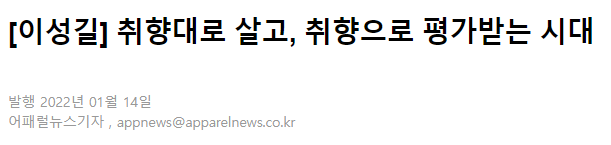 [이성길] 취향대로 살고, 취향으로 평가받는 시대
발행 2022년 01월 14일
어패럴뉴스기자 , appnews@apparelnews.co.kr